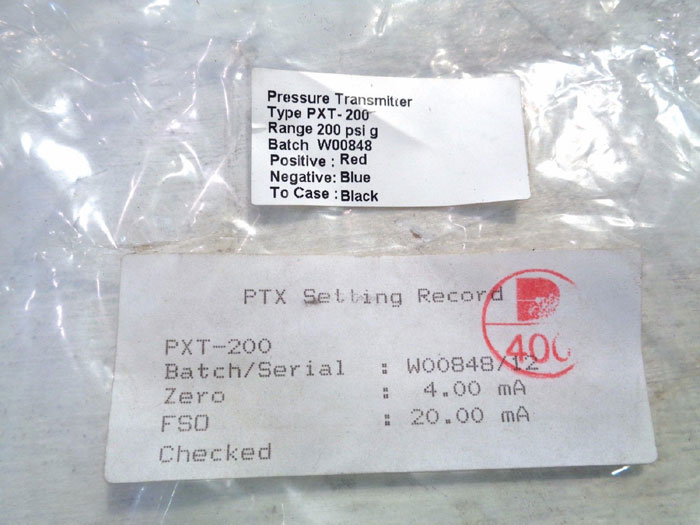 Pressure Transmitter
Type PXT-200
Range 200 psi g
Batch W00848
Positive : Red
Negative: Blue
To Case : Black
PTX Setting Record
PXT-200
Batch/Serial : W00848/12
Zero : 4.00 mA
FSO : 20.00 mA
Checked
D
400